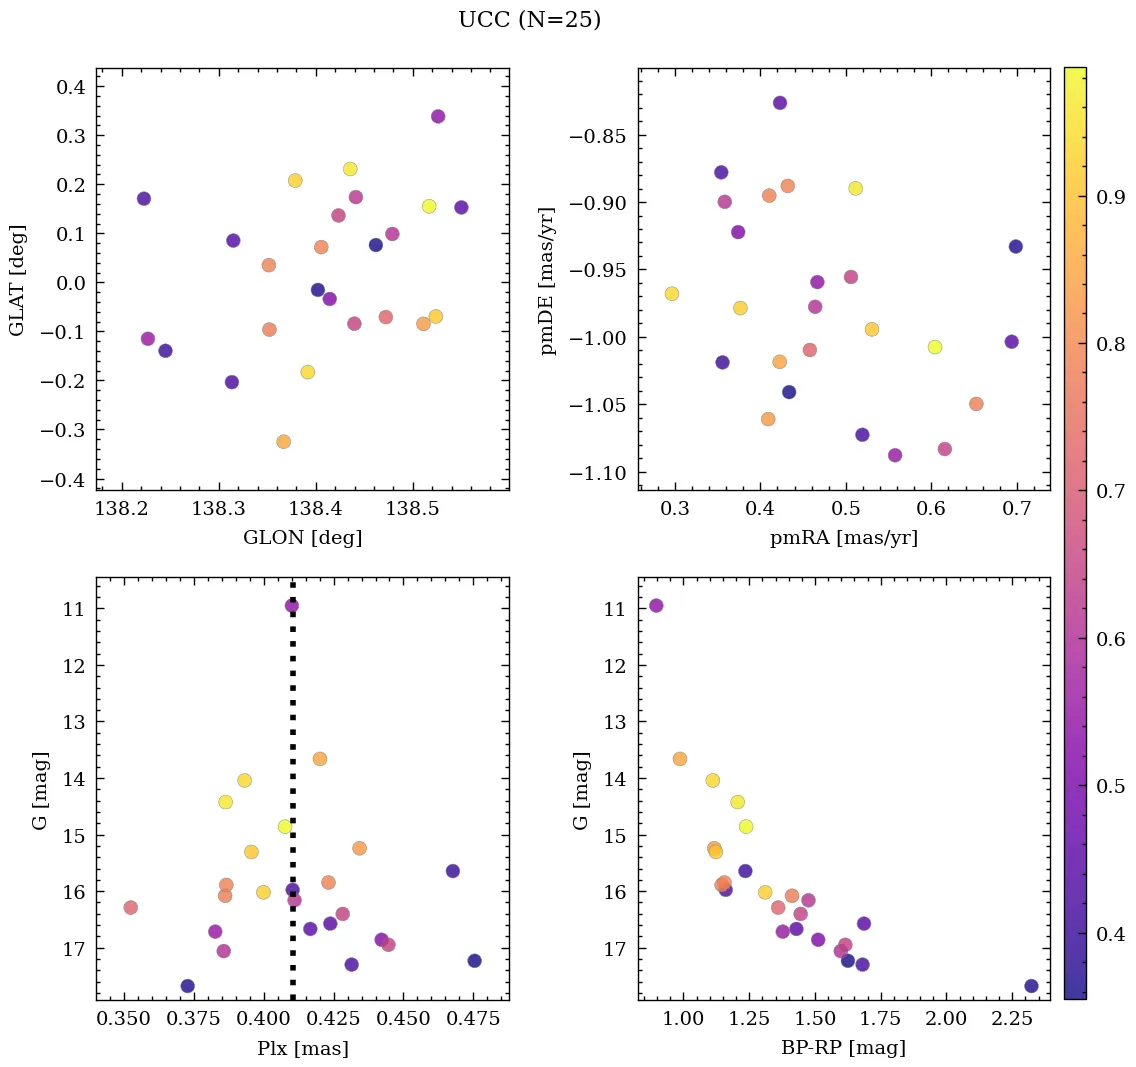 UCC (N=25)
0.4
0.3
0.2
0.1
0.0
−0.1
−0.2
−0.3
−0.4
GLAT [deg]
138.2 138.3 138.4 138.5
GLON [deg]
−0.85
−0.90
−0.95
−1.00
−1.05
−1.10
pmDE [mas/yr]
0.3 0.4 0.5 0.6 0.7
pmRA [mas/yr]
11
12
13
14
15
16
17
G [mag]
0.350 0.375 0.400 0.425 0.450 0.475
Plx [mas]
11
12
13
14
15
16
17
G [mag]
1.00 1.25 1.50 1.75 2.00 2.25
BP-RP [mag]
0.9
0.8
0.7
0.6
0.5
0.4